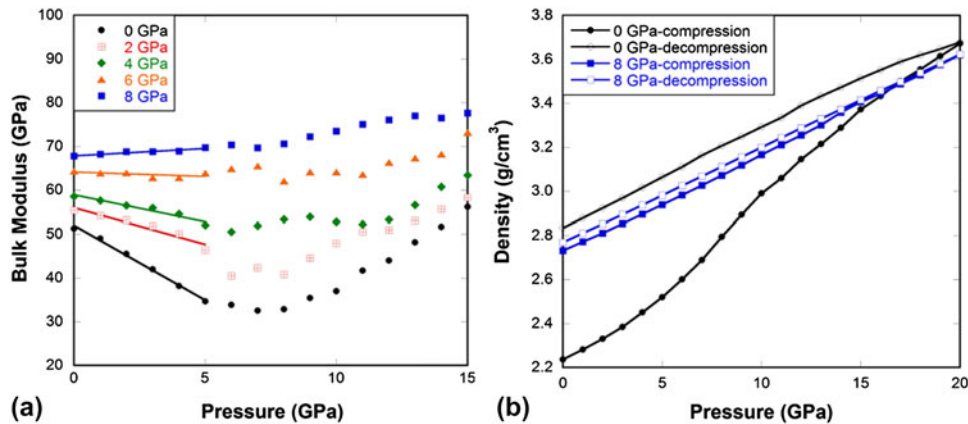 100
90
80
70
60
50
40
30
20
Bulk Modulus (GPa)
0 GPa
2 GPa
4 GPa
6 GPa
8 GPa
0 5 10 15
Pressure (GPa)
(a)
3.8
3.6
3.4
3.2
3.0
2.8
2.6
2.4
2.2
Density (g/cm³)
0 GPa-compression
0 GPa-decompression
8 GPa-compression
8 GPa-decompression
0 5 10 15 20
Pressure (GPa)
(b)